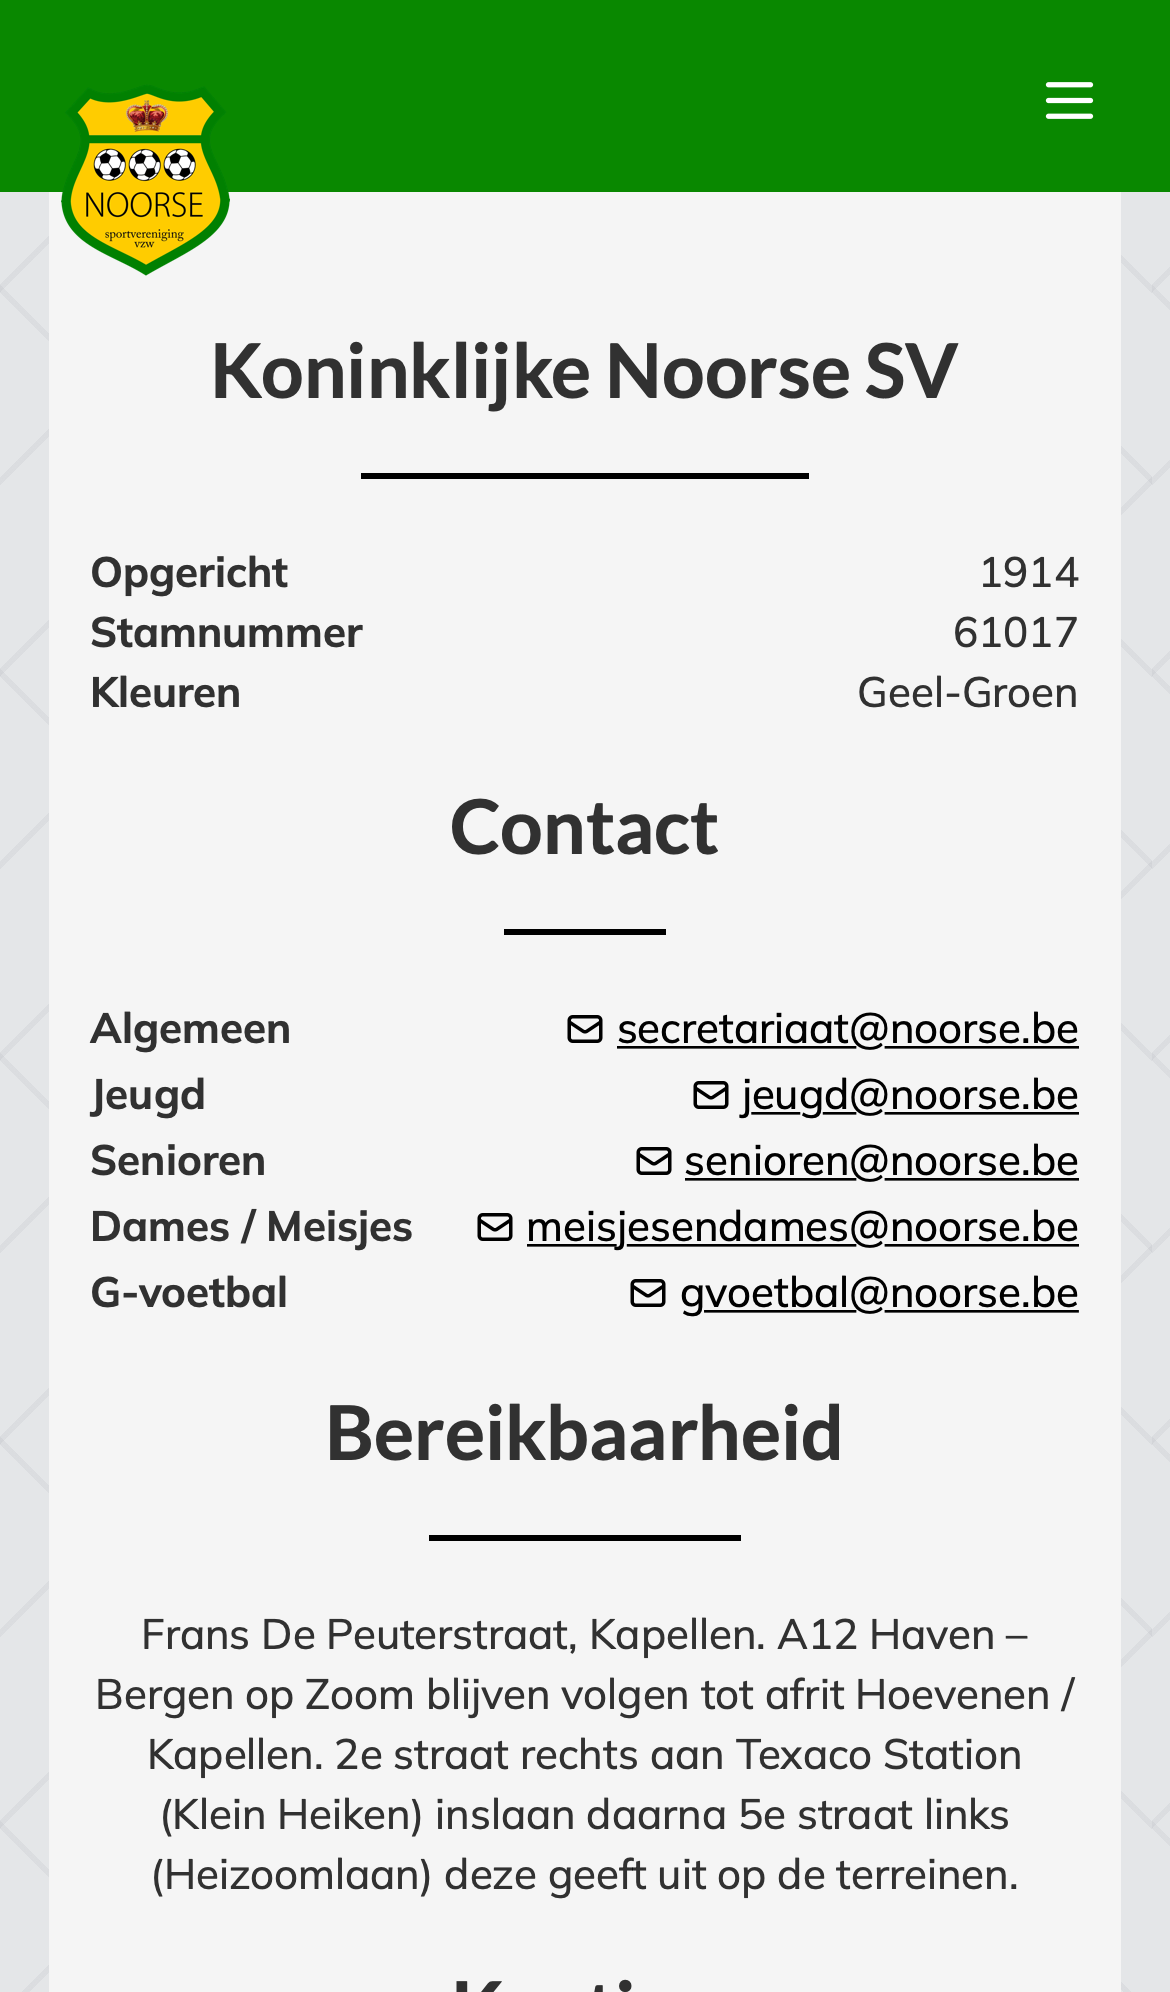 NOORSE
sportvereniging
vzw
Koninklijke Noorse SV
Opgericht 1914
Stamnummer 61017
Kleuren Geel-Groen
Contact
Algemeen secretariaat@noorse.be
Jeugd jeugd@noorse.be
Senioren senioren@noorse.be
Dames / Meisjes meisjesendames@noorse.be
G-voetbal gvoetbal@noorse.be
Bereikbaarheid
Frans De Peuterstraat, Kapellen. A12 Haven –
Bergen op Zoom blijven volgen tot afrit Hoevenen /
Kapellen. 2e straat rechts aan Texaco Station
(Klein Heiken) inslaan daarna 5e straat links
(Heizoomlaan) deze geeft uit op de terreinen.